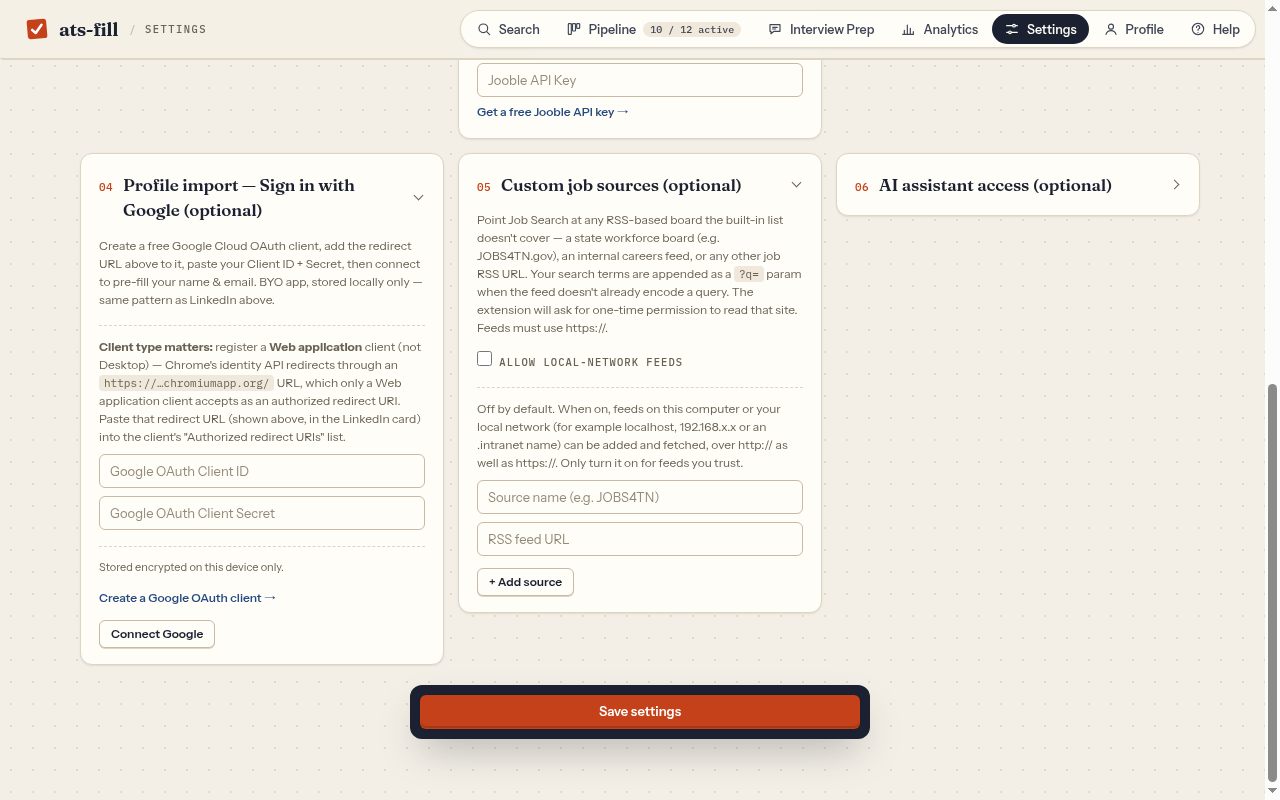 ats-fill / SETTINGS
Search
Pipeline 10 / 12 active
Interview Prep
Analytics
Settings
Profile
Help
Jooble API Key
Get a free Jooble API key →
04 Profile import — Sign in with
Google (optional)
Create a free Google Cloud OAuth client, add the redirect
URL above to it, paste your Client ID + Secret, then connect
to pre-fill your name & email. BYO app, stored locally only —
same pattern as LinkedIn above.
Client type matters: register a Web application client (not
Desktop) — Chrome's identity API redirects through an
https://…chromiumapp.org/ URL, which only a Web
application client accepts as an authorized redirect URI.
Paste that redirect URL (shown above, in the LinkedIn card)
into the client's "Authorized redirect URIs" list.
Google OAuth Client ID
Google OAuth Client Secret
Stored encrypted on this device only.
Create a Google OAuth client →
Connect Google
05 Custom job sources (optional)
Point Job Search at any RSS-based board the built-in list
doesn't cover — a state workforce board (e.g.
JOBS4TN.gov), an internal careers feed, or any other job
RSS URL. Your search terms are appended as a ?q= param
when the feed doesn't already encode a query. The
extension will ask for one-time permission to read that site.
Feeds must use https://.
ALLOW LOCAL-NETWORK FEEDS
Off by default. When on, feeds on this computer or your
local network (for example localhost, 192.168.x.x or an
.intranet name) can be added and fetched, over http:// as
well as https://. Only turn it on for feeds you trust.
Source name (e.g. JOBS4TN)
RSS feed URL
+ Add source
06 AI assistant access (optional)
Save settings